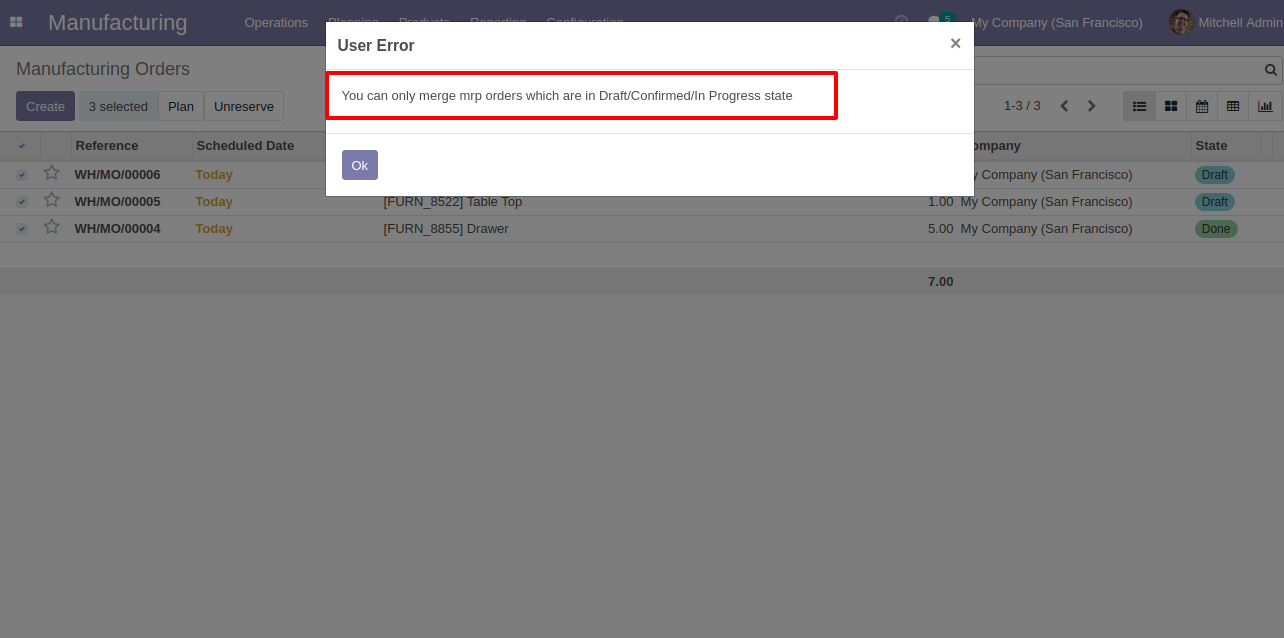 Manufacturing Operations Planning Products Reporting Configuration 5 My Company (San Francisco) Mitchell Admin
User Error ×
Manufacturing Orders
You can only merge mrp orders which are in Draft/Confirmed/In Progress state
Create 3 selected Plan Unreserve 1-3 / 3
Ok
Reference Scheduled Date ompany State
WH/MO/00006 Today y Company (San Francisco) Draft
WH/MO/00005 Today [FURN_8522] Table Top 1.00 My Company (San Francisco) Draft
WH/MO/00004 Today [FURN_8855] Drawer 5.00 My Company (San Francisco) Done
7.00